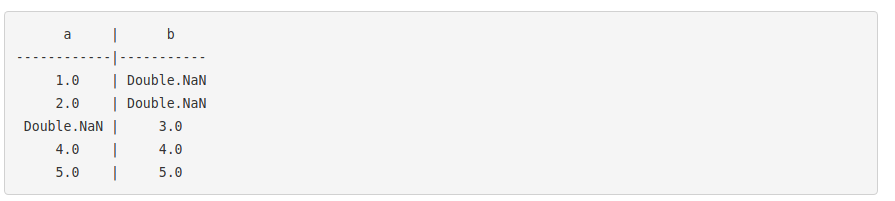 a     |      b
------------|-----------
     1.0    | Double.NaN
     2.0    | Double.NaN
 Double.NaN |     3.0
     4.0    |     4.0
     5.0    |     5.0